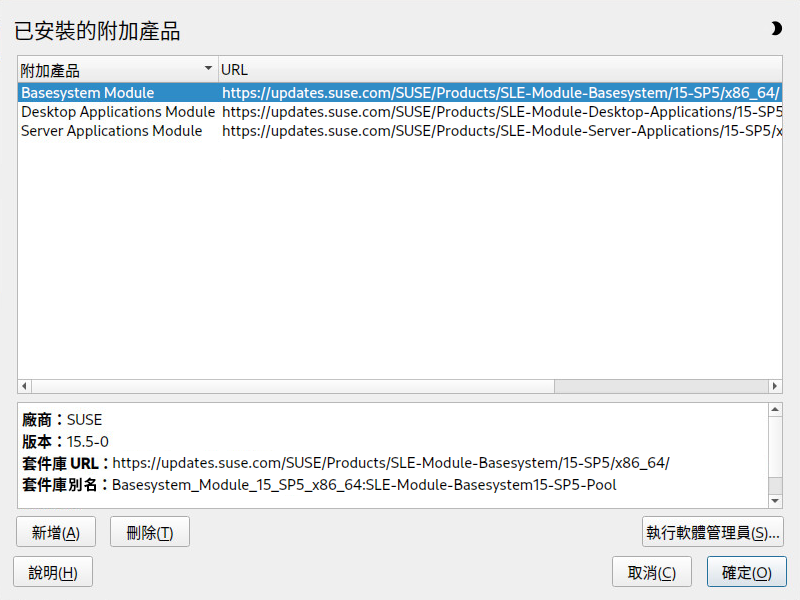 已安裝的附加產品
附加產品 URL
Basesystem Module https://updates.suse.com/SUSE/Products/SLE-Module-Basesystem/15-SP5/x86_64/
Desktop Applications Module https://updates.suse.com/SUSE/Products/SLE-Module-Desktop-Applications/15-SP5
Server Applications Module https://updates.suse.com/SUSE/Products/SLE-Module-Server-Applications/15-SP5/x
廠商：SUSE
版本：15.5-0
套件庫 URL：https://updates.suse.com/SUSE/Products/SLE-Module-Basesystem/15-SP5/x86_64/
套件庫別名：Basesystem_Module_15_SP5_x86_64:SLE-Module-Basesystem15-SP5-Pool
新增(A) 刪除(T) 執行軟體管理員(S)...
說明(H) 取消(C) 確定(O)